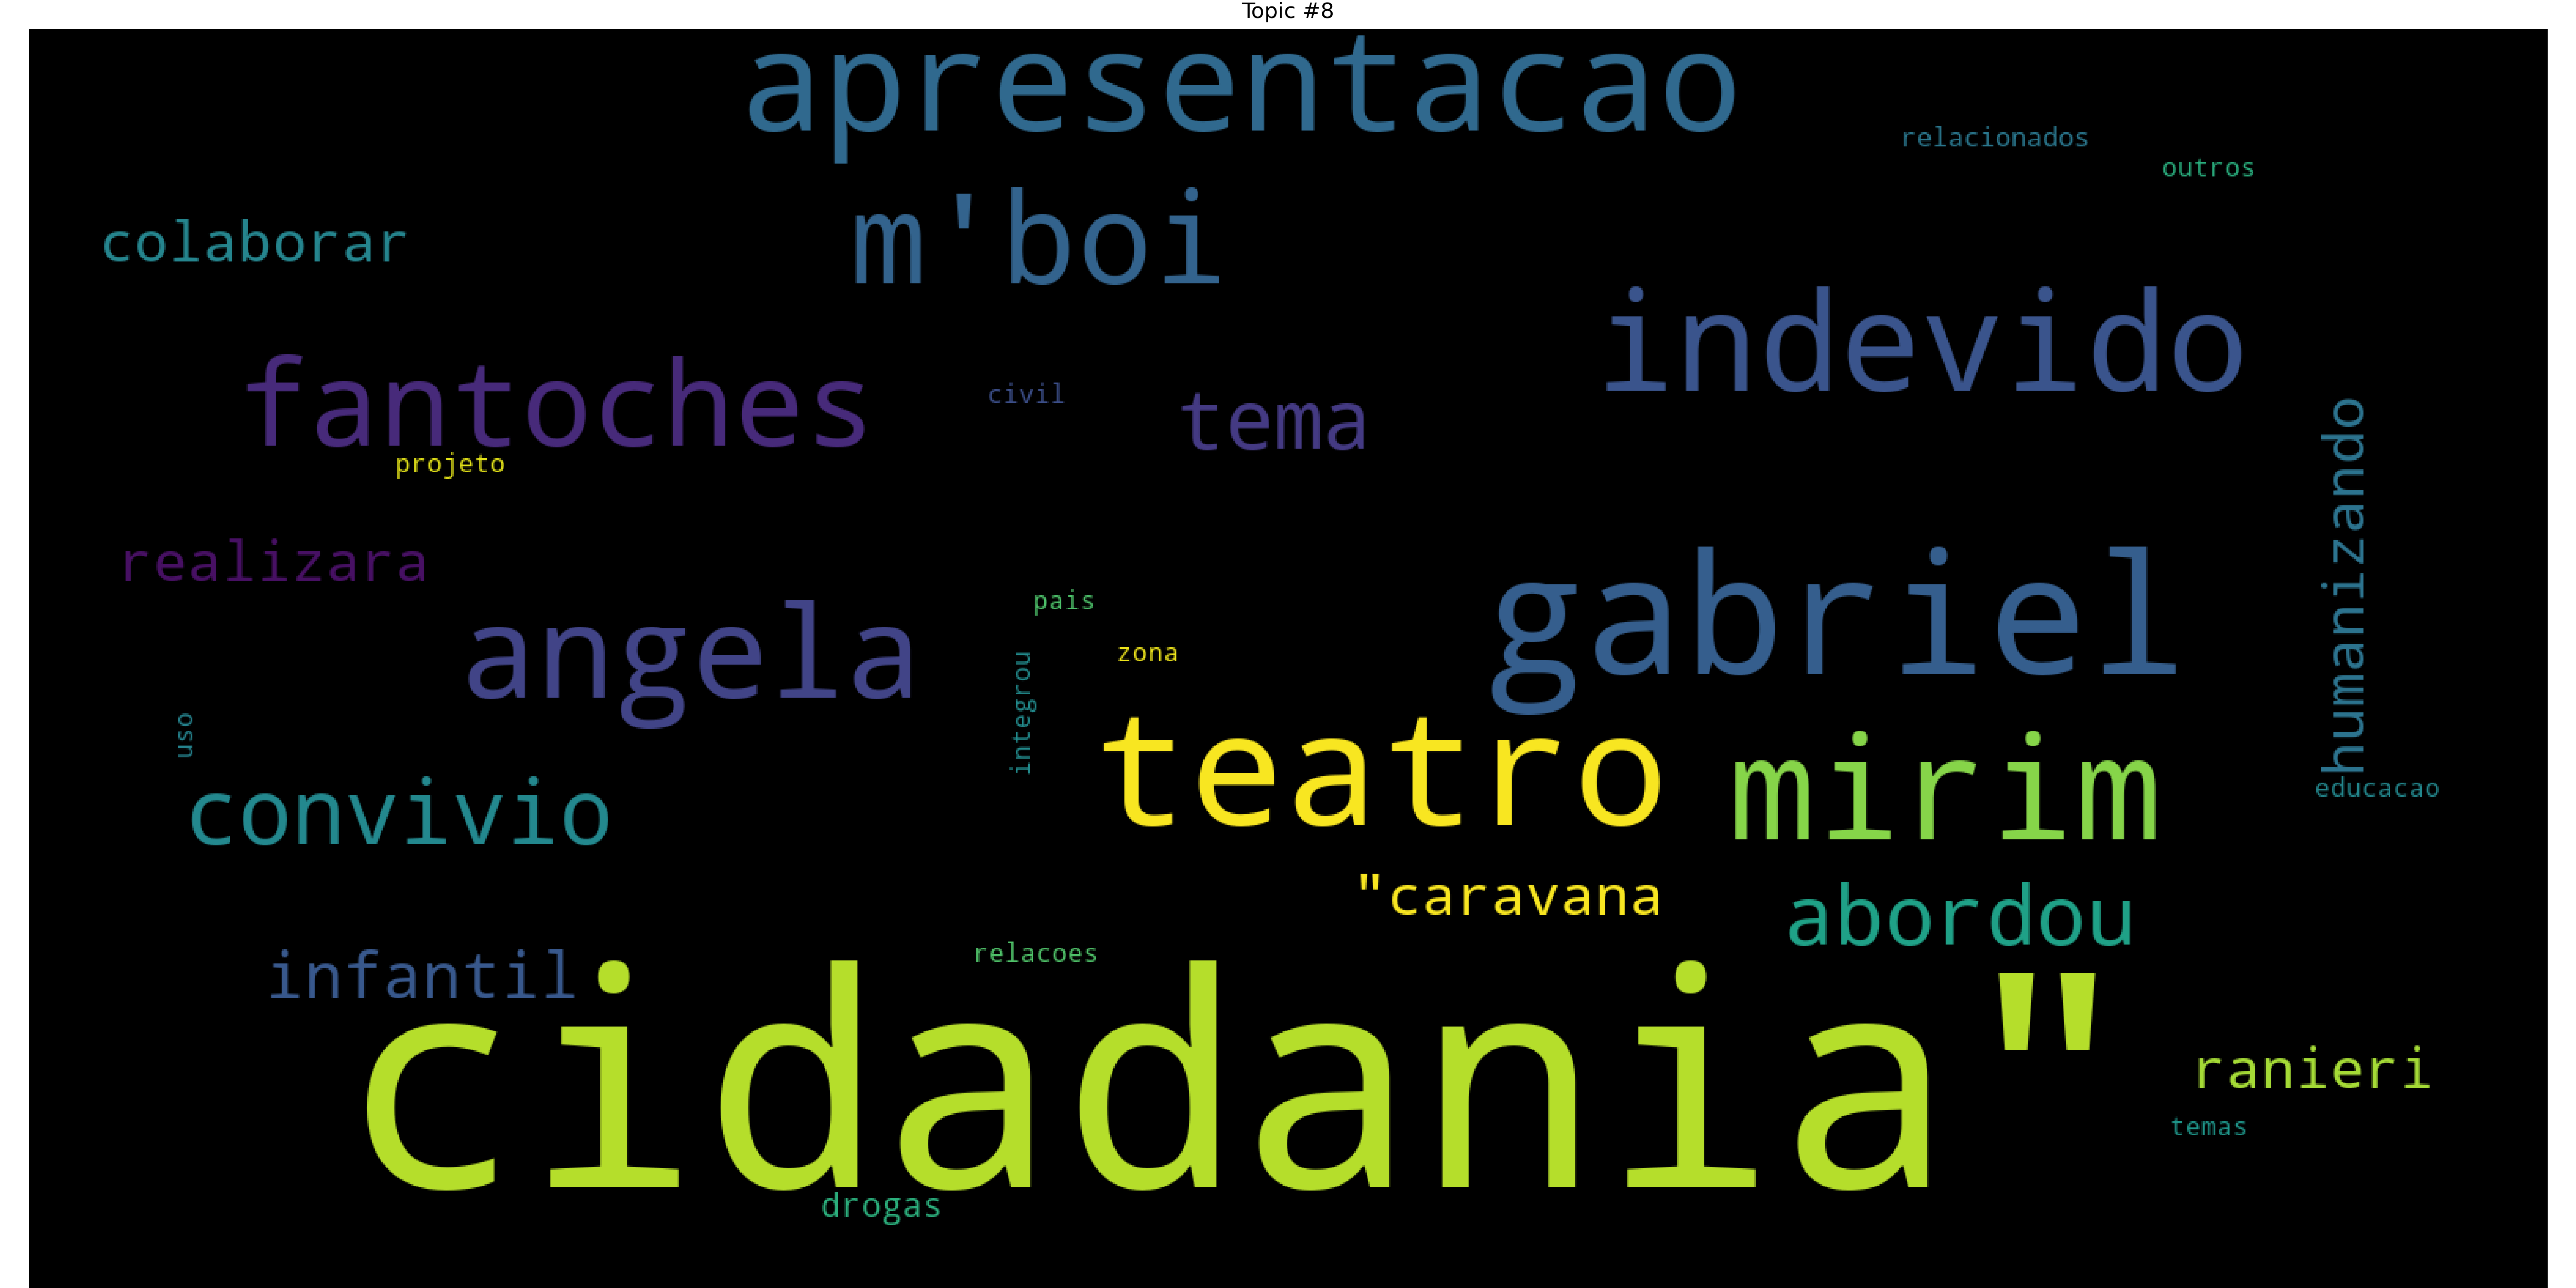 Topic #8
apresentacao
relacionados
outros
m'boi
colaborar
indevido
fantoches
civil
tema
projeto
humanizando
realizara
gabriel
pais
angela
zona
integrou
uso
teatro
mirim
educacao
convivio
"caravana
abordou
relacoes
infantil
cidadania"
ranieri
temas
drogas